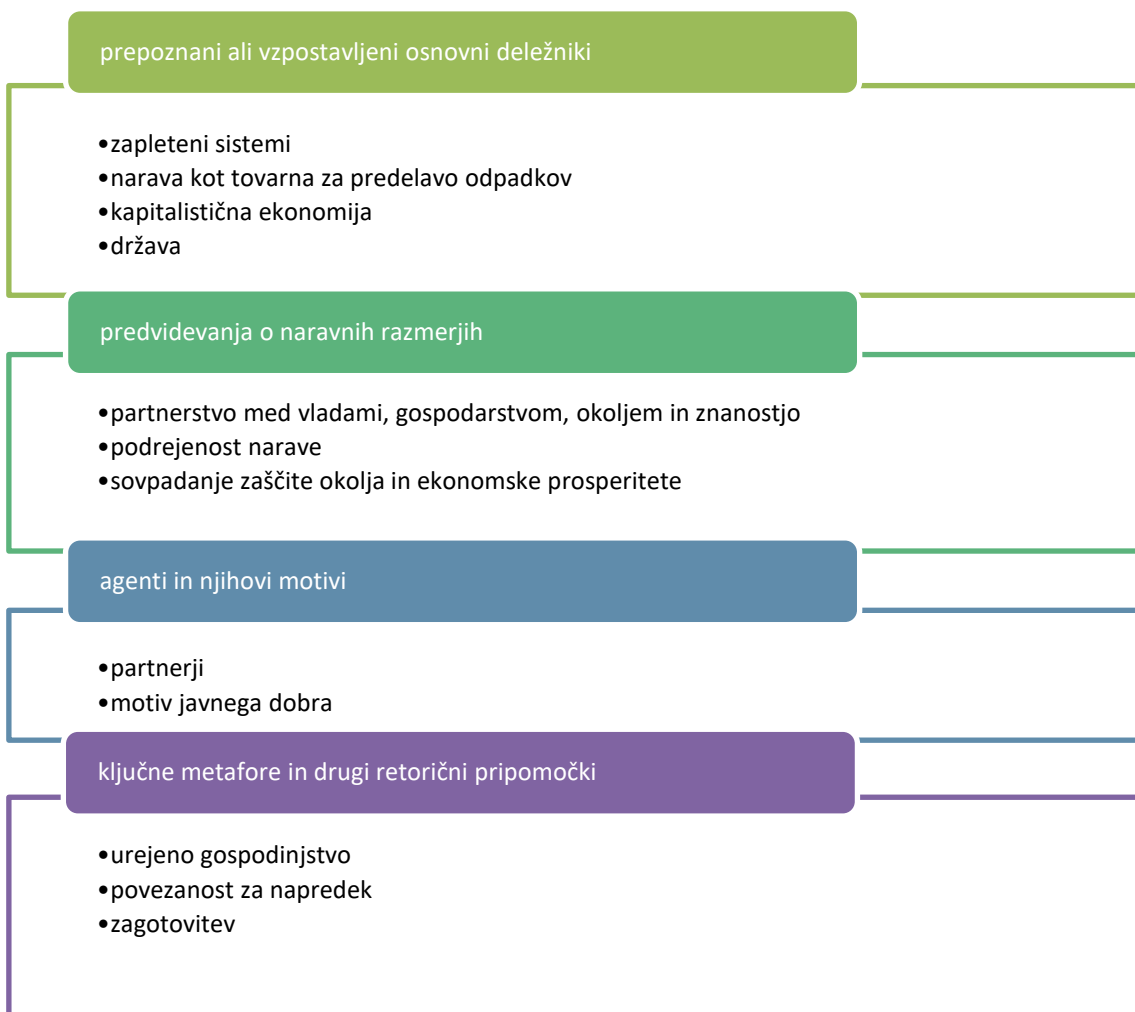 prepoznani ali vzpostavljeni osnovni deležniki
•zapleteni sistemi
•narava kot tovarna za predelavo odpadkov
•kapitalistična ekonomija
•država
predvidevanja o naravnih razmerjih
•partnerstvo med vladami, gospodarstvom, okoljem in znanostjo
•podrejenost narave
•sovpadanje zaščite okolja in ekonomske prosperitete
agenti in njihovi motivi
•partnerji
•motiv javnega dobra
ključne metafore in drugi retorični pripomočki
•urejeno gospodinjstvo
•povezanost za napredek
•zagotovitev